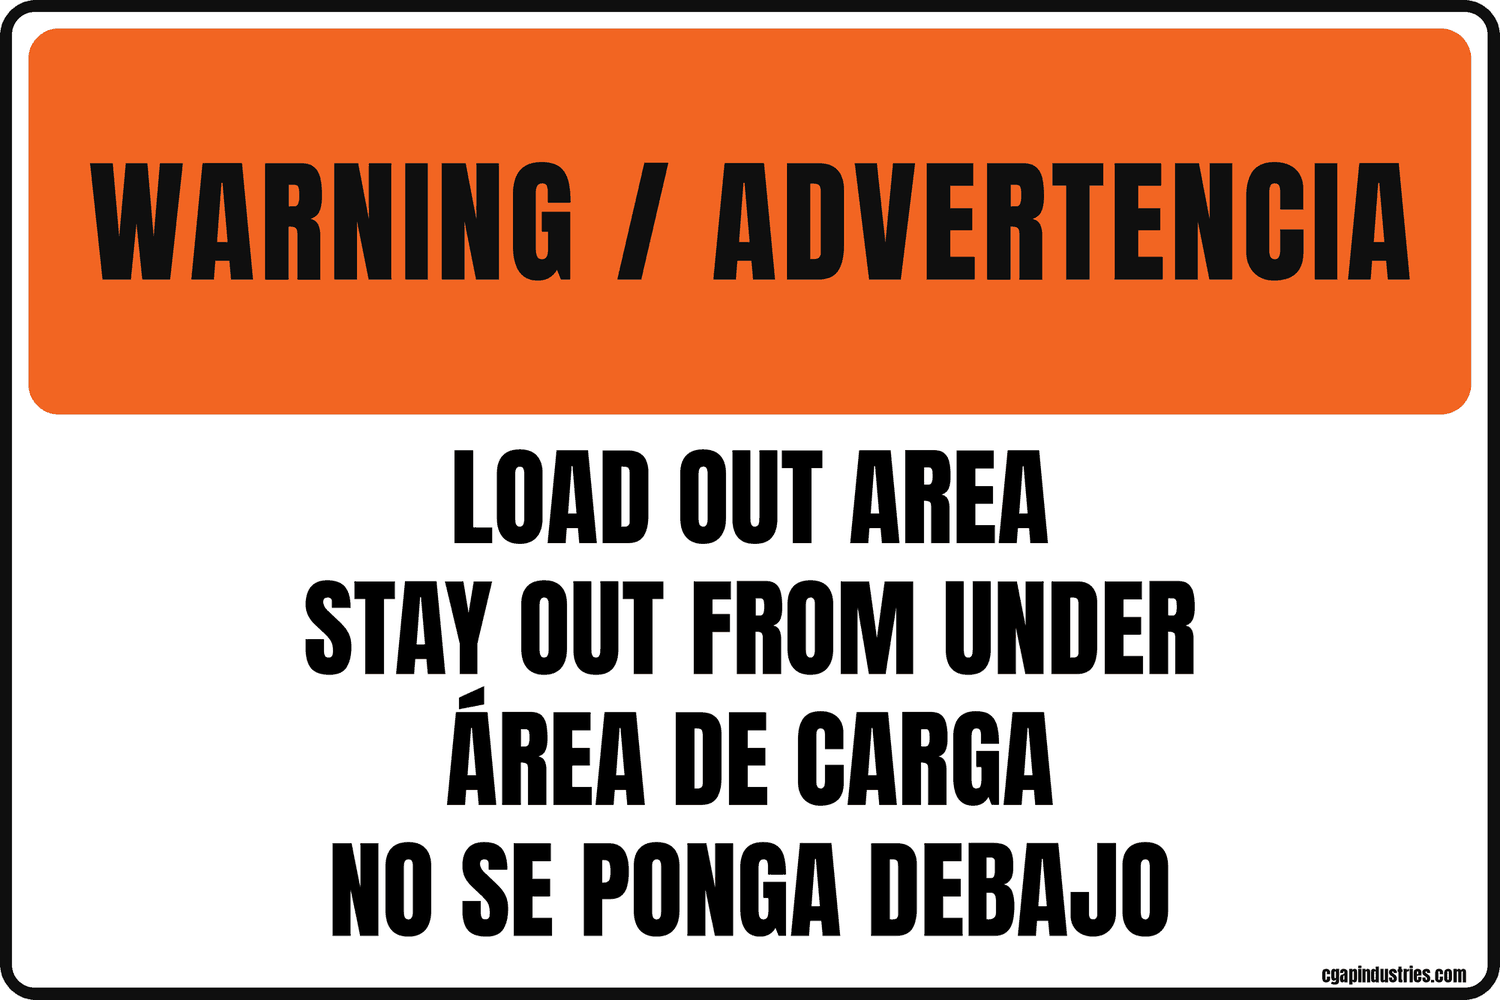 WARNING / ADVERTENCIA
LOAD OUT AREA
STAY OUT FROM UNDER
ÁREA DE CARGA
NO SE PONGA DEBAJO
cgapindustries.com